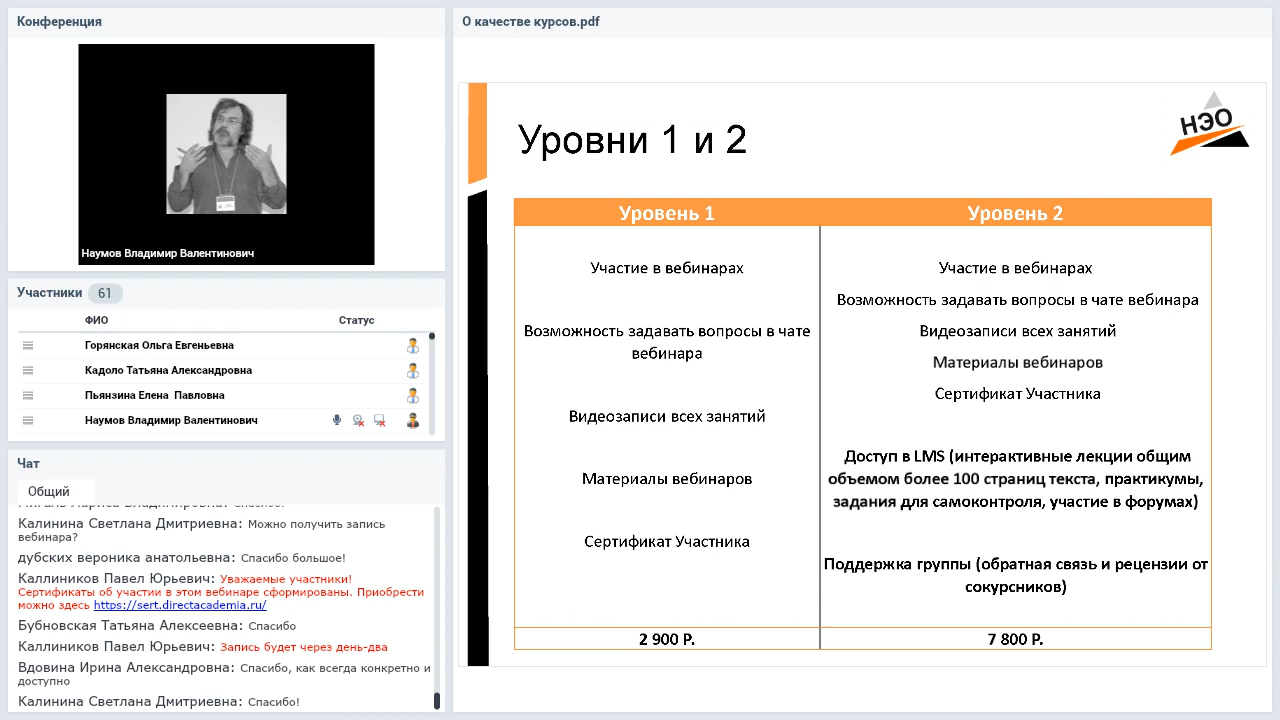 Конференция
Наумов Владимир Валентинович
Участники 61
ФИО Статус
Горянская Ольга Евгеньевна
Кадоло Татьяна Александровна
Пьянзина Елена Павловна
Наумов Владимир Валентинович
Чат
Общий
Калинина Светлана Дмитриевна: Можно получить запись
вебинара?
дубских вероника анатольевна: Спасибо большое!
Каллиников Павел Юрьевич: Уважаемые участники!
Сертификаты об участии в этом вебинаре сформированы. Приобрести
можно здесь https://sert.directacademia.ru/
Бубновская Татьяна Алексеевна: Спасибо
Каллиников Павел Юрьевич: Запись будет через день-два
Вдовина Ирина Александровна: Спасибо, как всегда конкретно и
доступно
Калинина Светлана Дмитриевна: Спасибо!
О качестве курсов.pdf
НЭО
Уровни 1 и 2
Уровень 1
Участие в вебинарах
Возможность задавать вопросы в чате
вебинара
Видеозаписи всех занятий
Материалы вебинаров
Сертификат Участника
2 900 Р.
Уровень 2
Участие в вебинарах
Возможность задавать вопросы в чате вебинара
Видеозаписи всех занятий
Материалы вебинаров
Сертификат Участника
Доступ в LMS (интерактивные лекции общим
объемом более 100 страниц текста, практикумы,
задания для самоконтроля, участие в форумах)
Поддержка группы (обратная связь и рецензии от
сокурсников)
7 800 Р.